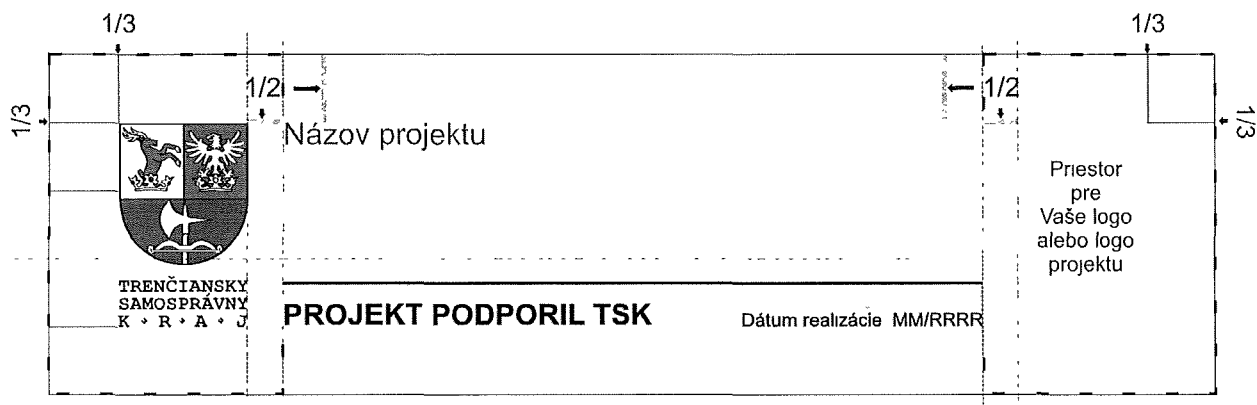 1/3
1/3
1/2
1/2
1/3
1/3
Názov projektu
Priestor
pre
Vaše logo
alebo logo
projektu
TRENČIANSKY
SAMOSPRÁVNY
K • R • A • J
PROJEKT PODPORIL TSK
Dátum realizácie MM/RRRR